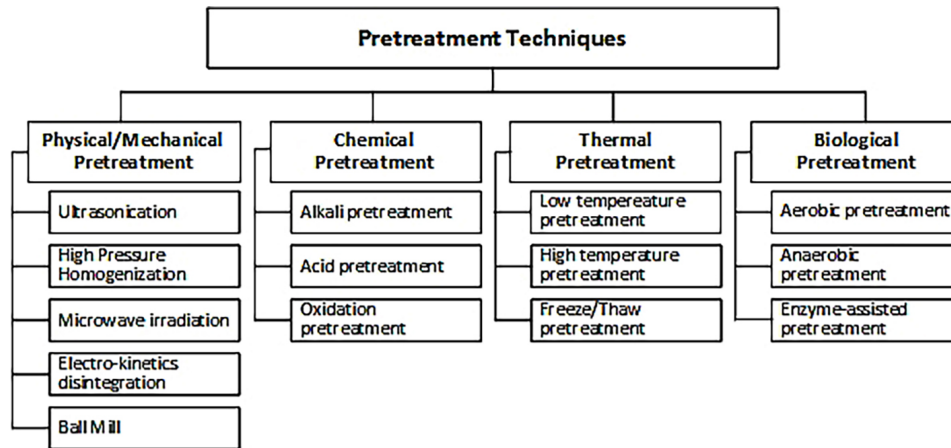 Pretreatment Techniques
Physical/Mechanical
Pretreatment
Ultrasonication
High Pressure
Homogenization
Microwave irradiation
Electro-kinetics
disintegration
Ball Mill
Chemical
Pretreatment
Alkali pretreatment
Acid pretreatment
Oxidation
pretreatment
Thermal
Pretreatment
Low tempereature
pretreatment
High temperature
pretreatment
Freeze/Thaw
pretreatment
Biological
Pretreatment
Aerobic pretreatment
Anaerobic
pretreatment
Enzyme-assisted
pretreatment